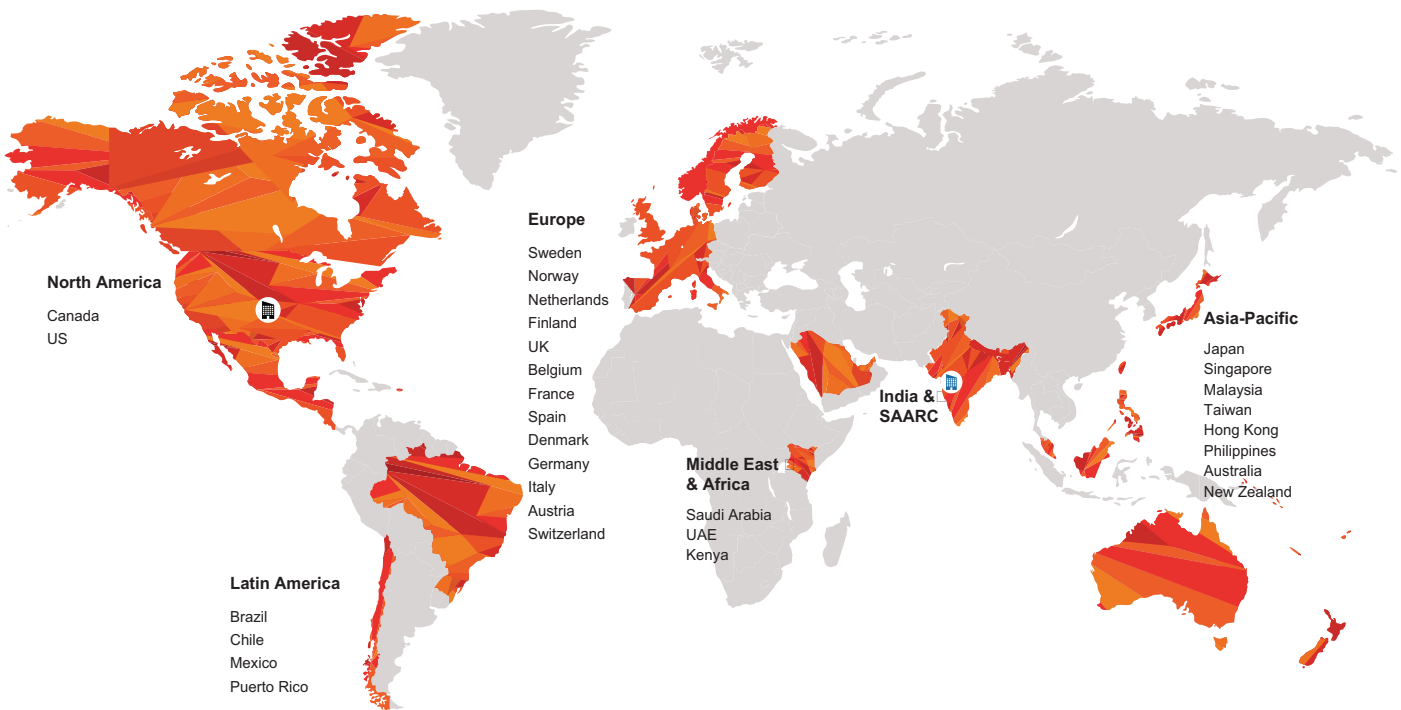 North America
Canada
US
Latin America
Brazil
Chile
Mexico
Puerto Rico
Europe
Sweden
Norway
Netherlands
Finland
UK
Belgium
France
Spain
Denmark
Germany
Italy
Austria
Switzerland
Middle East
& Africa
Saudi Arabia
UAE
Kenya
India &
SAARC
Asia-Pacific
Japan
Singapore
Malaysia
Taiwan
Hong Kong
Philippines
Australia
New Zealand